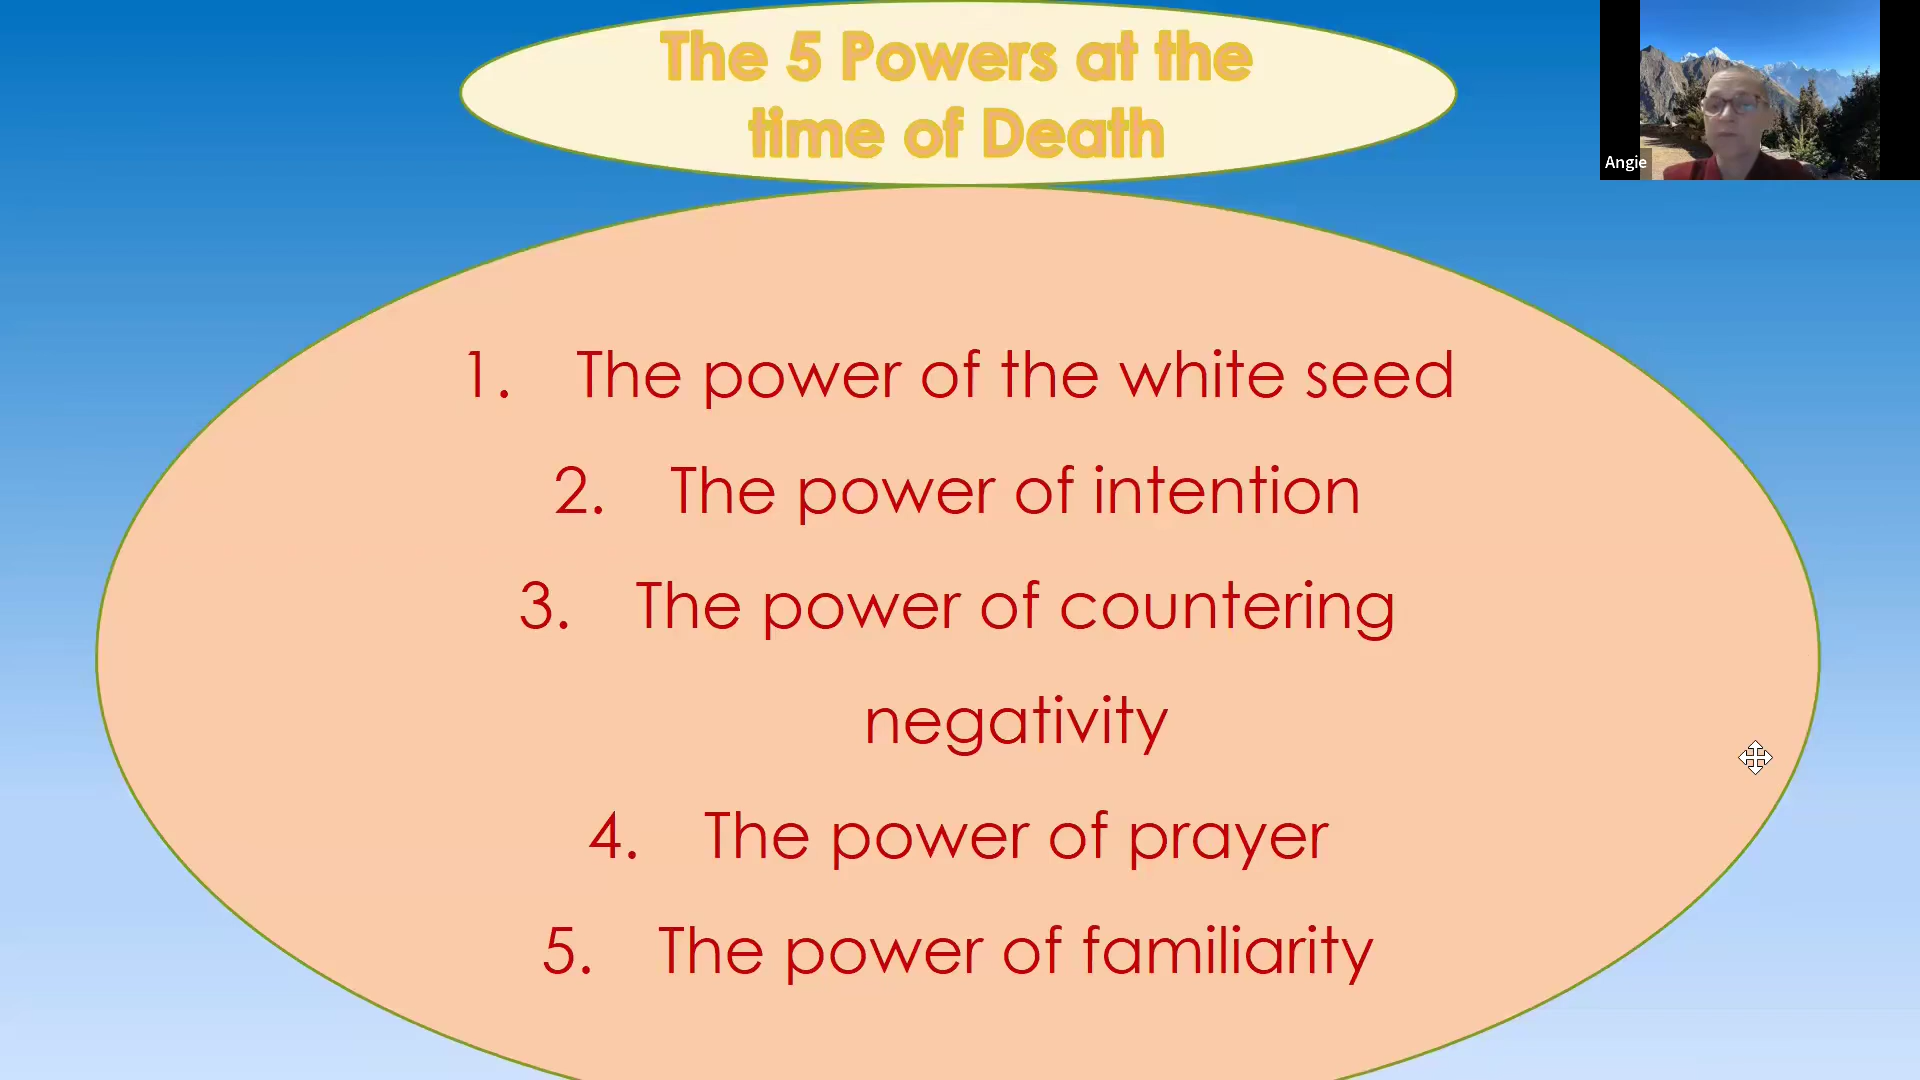 The 5 Powers at the
time of Death
Angie
1. The power of the white seed
2. The power of intention
3. The power of countering
negativity
4. The power of prayer
5. The power of familiarity